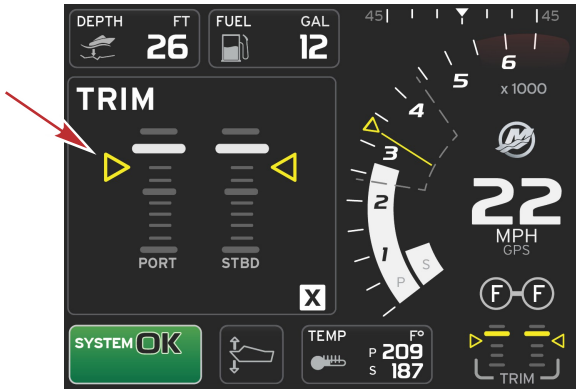 DEPTH FT
26
FUEL GAL
12
45 45
TRIM
PORT STBD
X
6
5
4
3
2
1
x 1000
P S
22
MPH
GPS
F F
SYSTEM OK
TEMP F°
P 209
S 187
TRIM